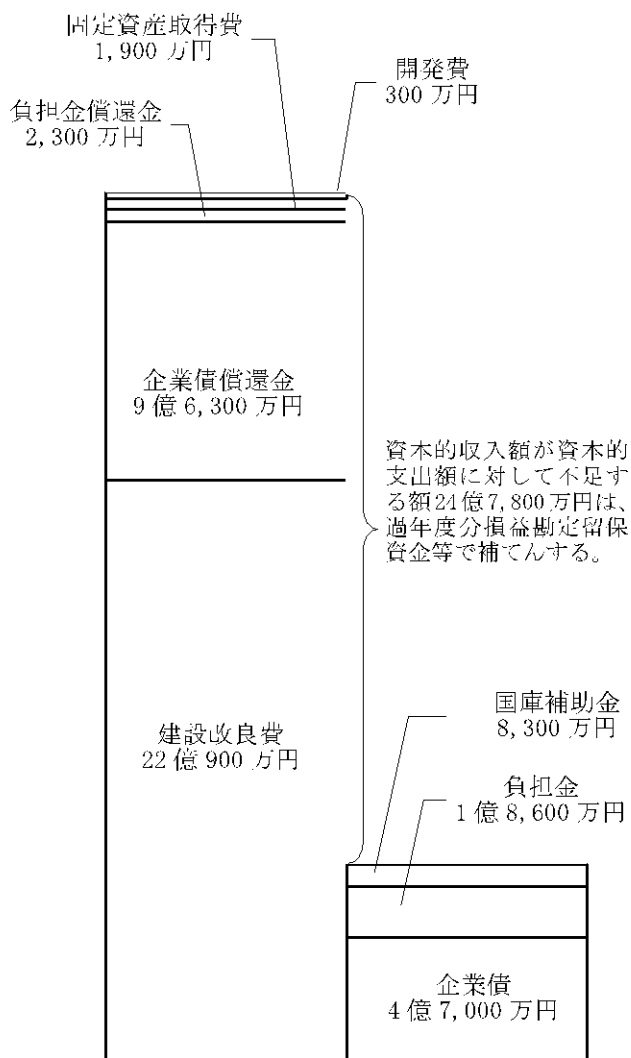 固定資産取得費
1,900 万円
開発費
300 万円
負担金償還金
2,300 万円
企業債償還金
9 億 6,300 万円
資本的収入額が資本的
支出額に対して不足す
る額24億7,800万円は、
過年度分損益勘定留保
資金等で補てんする。
国庫補助金
8,300 万円
建設改良費
22 億 900 万円
負担金
1 億 8,600 万円
企業債
4 億 7,000 万円